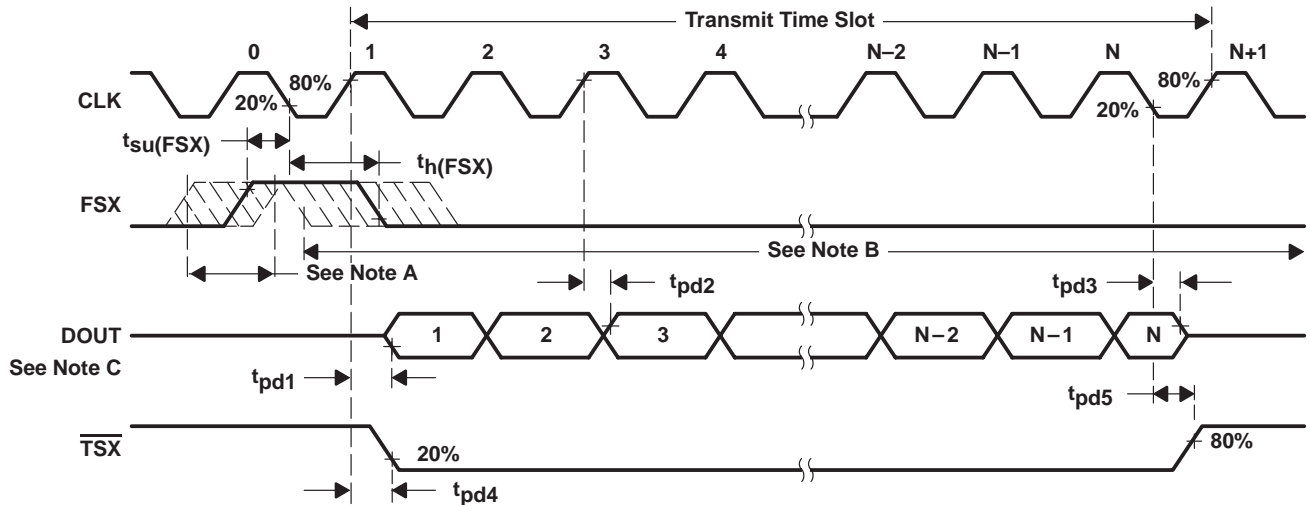 Transmit Time Slot
0 1 2 3 4 N–2 N–1 N N+1
CLK
80%
20%
80%
20%
tsu(FSX)
th(FSX)
FSX
See Note A
See Note B
tpd2
tpd3
DOUT
1 2 3 N–2 N–1 N
See Note C
tpd1
tpd5
TSX
20%
80%
tpd4